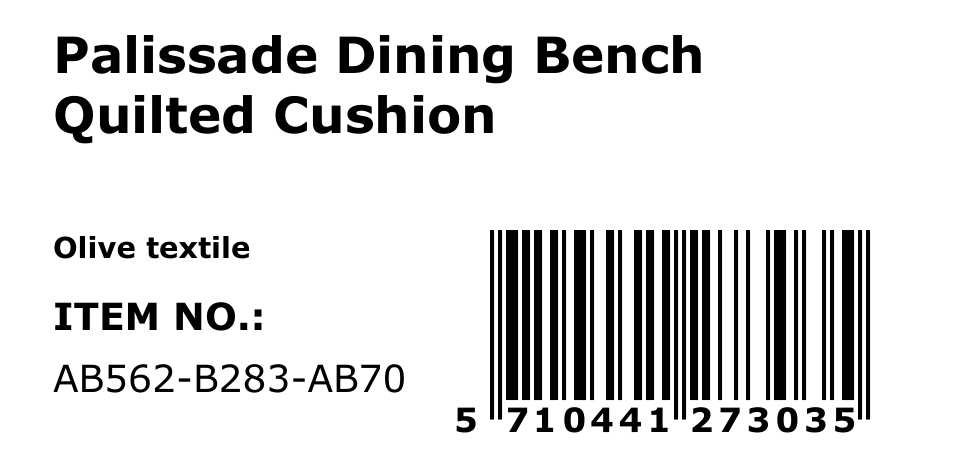 Palissade Dining Bench
Quilted Cushion
Olive textile
ITEM NO.:
AB562-B283-AB70
5 710441 273035